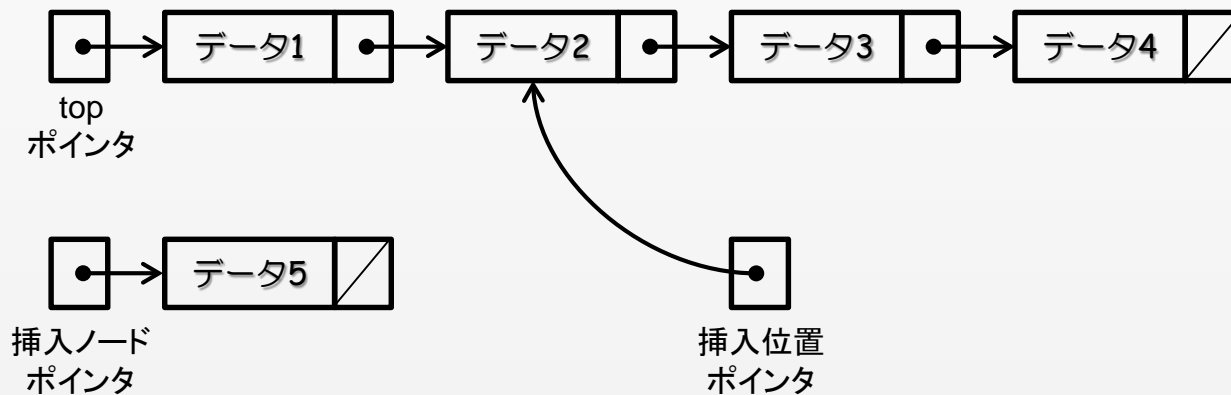 データ1
データ2
データ3
データ4
top
ポインタ
データ5
挿入ノード
ポインタ
挿入位置
ポインタ